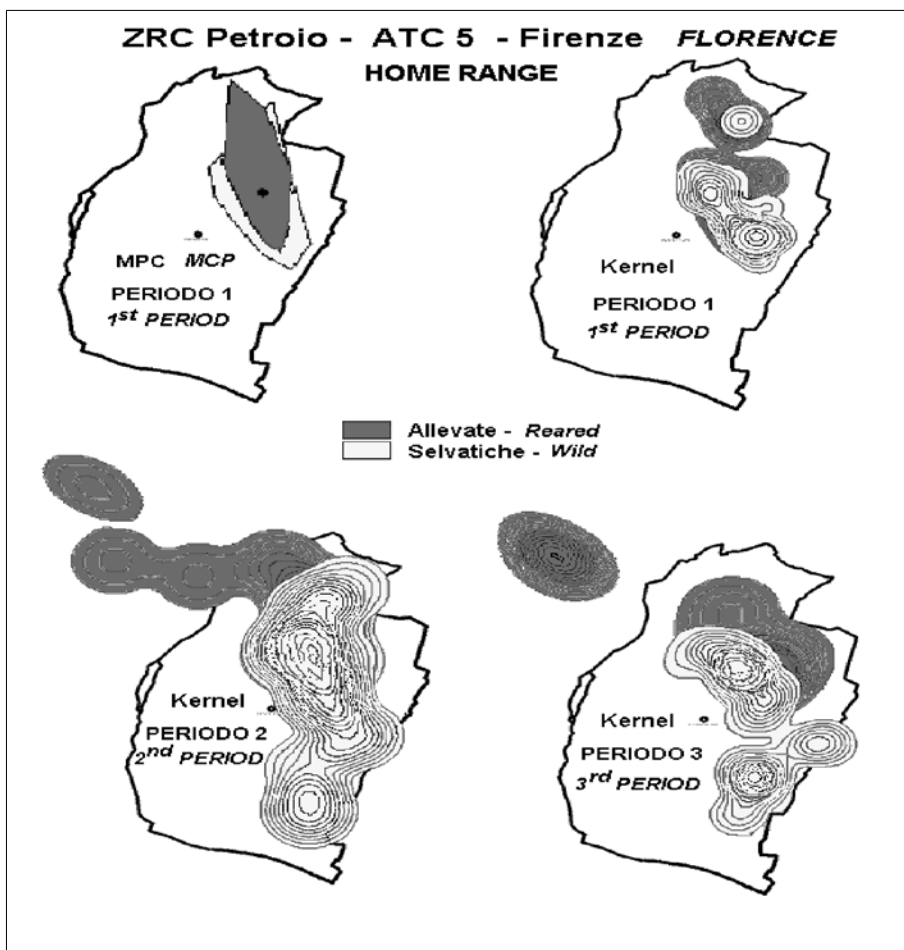 ZRC Petroio - ATC 5 - Firenze FLORENCE
HOME RANGE
MPC MCP
PERIODO 1
1st PERIOD
Kernel
PERIODO 1
1st PERIOD
Allevate - Reared
Selvatiche - Wild
Kernel
PERIODO 2
2nd PERIOD
Kernel
PERIODO 3
3rd PERIOD